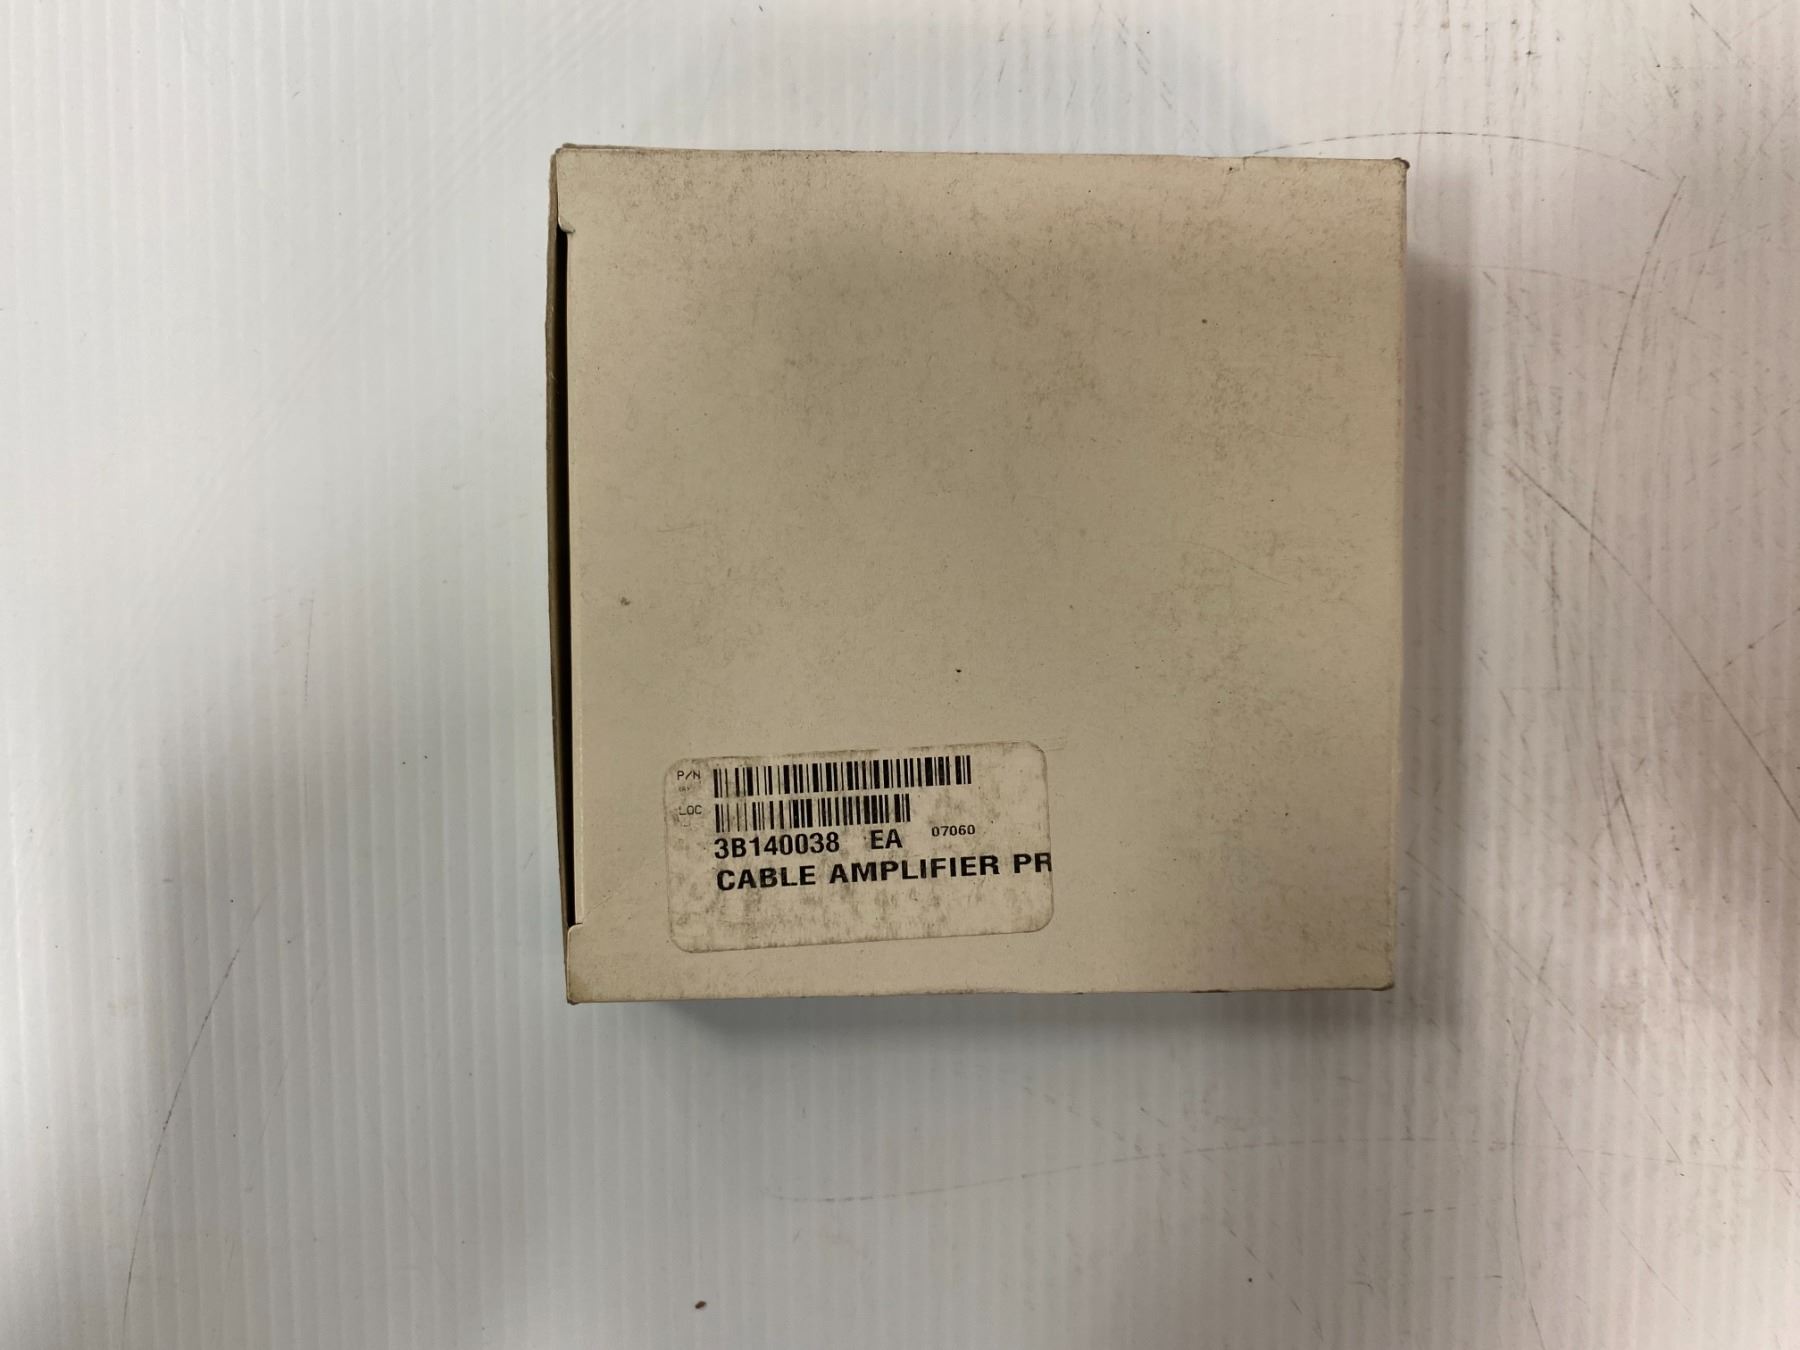 P/N
LOC
3B140038 EA 07060
CABLE AMPLIFIER PR